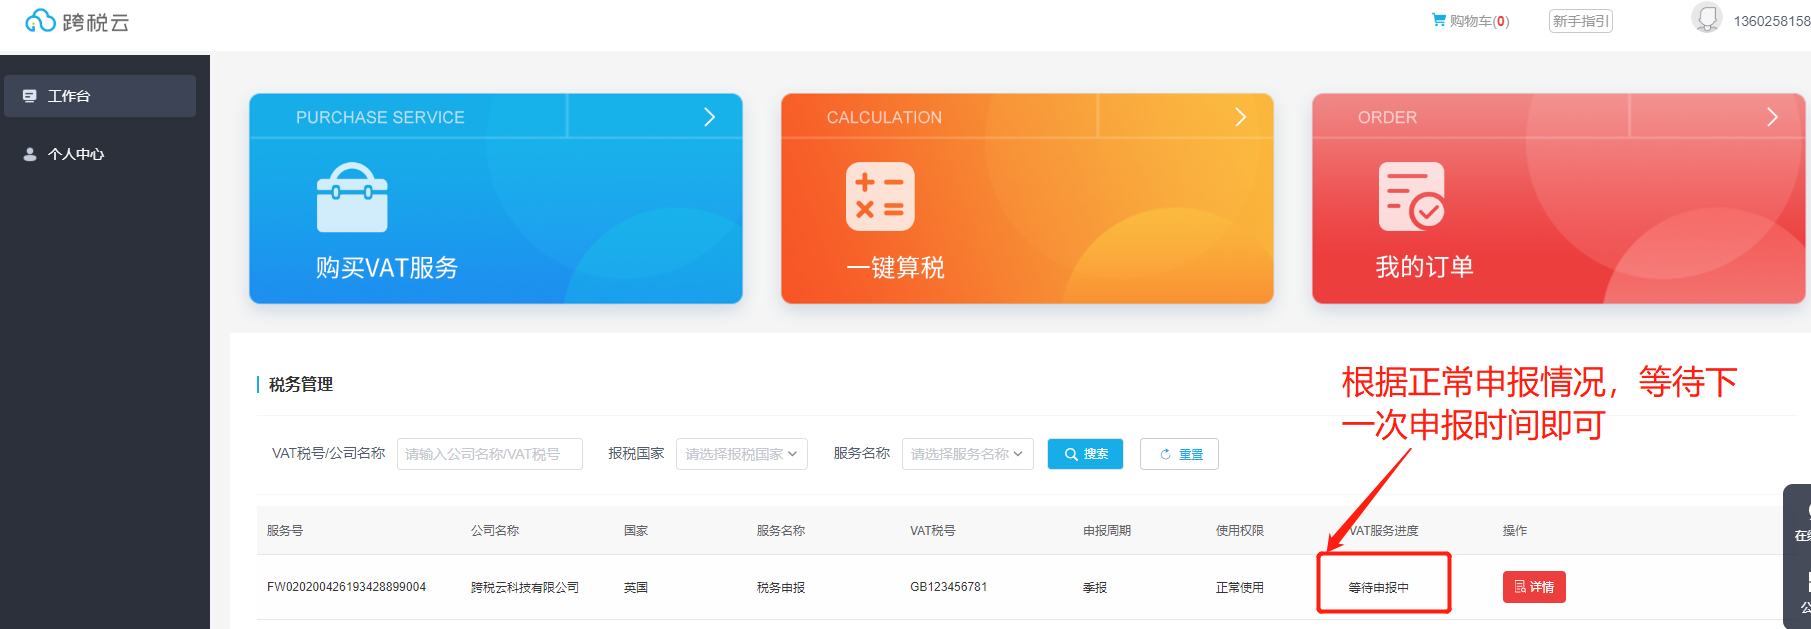 跨税云
购物车(0)
新手指引
1360258158
工作台
个人中心
PURCHASE SERVICE
购买VAT服务
CALCULATION
一键算税
ORDER
我的订单
税务管理
根据正常申报情况，等待下
一次申报时间即可
VAT税号/公司名称 请输入公司名称/VAT税号 报税国家 请选择报税国家 服务名称 请选择服务名称 搜索 重置
服务号 公司名称 国家 服务名称 VAT税号 申报周期 使用权限 VAT服务进度 操作
FW020200426193428899004 跨税云科技有限公司 英国 税务申报 GB123456781 季报 正常使用 等待申报中 详情
在
公